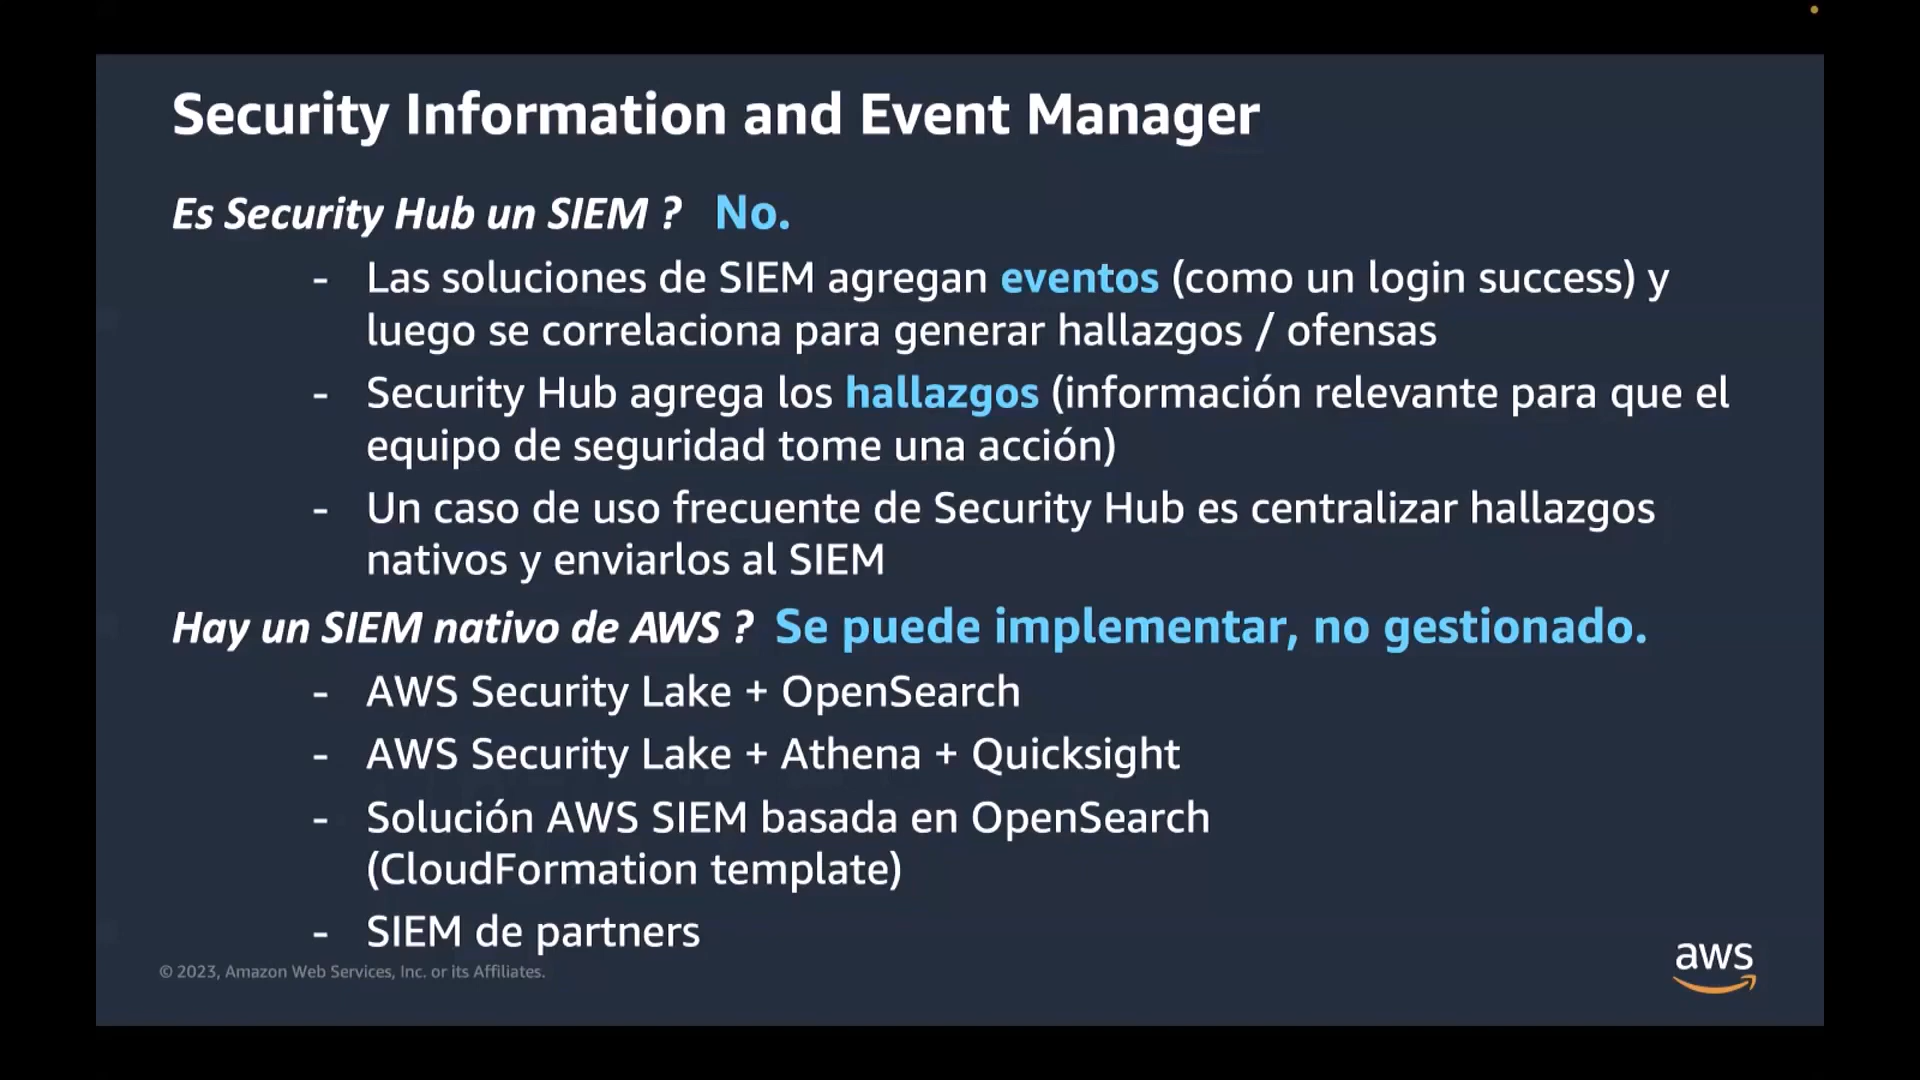 Security Information and Event Manager
Es Security Hub un SIEM ? No.
- Las soluciones de SIEM agregan eventos (como un login success) y
luego se correlaciona para generar hallazgos / ofensas
- Security Hub agrega los hallazgos (información relevante para que el
equipo de seguridad tome una acción)
- Un caso de uso frecuente de Security Hub es centralizar hallazgos
nativos y enviarlos al SIEM
Hay un SIEM nativo de AWS ? Se puede implementar, no gestionado.
- AWS Security Lake + OpenSearch
- AWS Security Lake + Athena + Quicksight
- Solución AWS SIEM basada en OpenSearch
(CloudFormation template)
- SIEM de partners
© 2023, Amazon Web Services, Inc. or its Affiliates.
aws